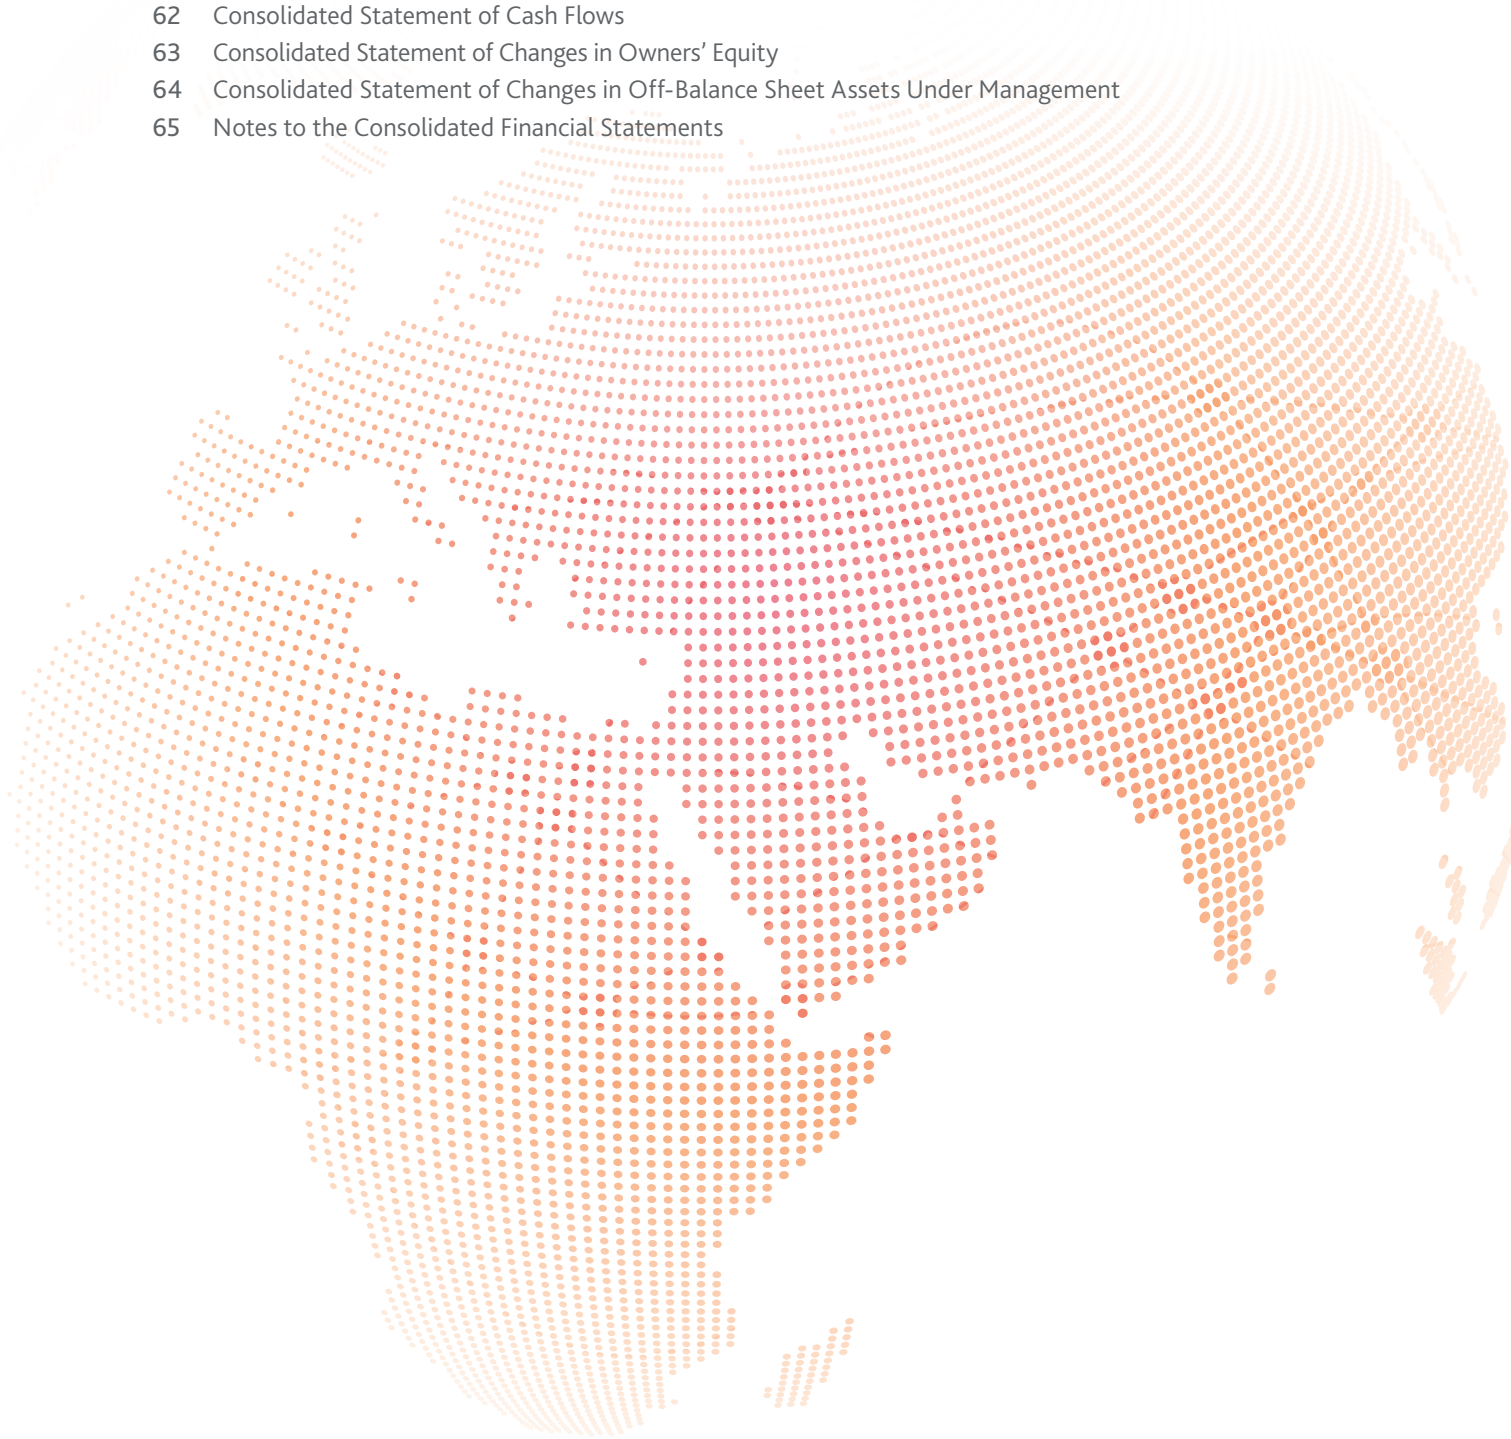 62 Consolidated Statement of Cash Flows
63 Consolidated Statement of Changes in Owners’ Equity
64 Consolidated Statement of Changes in Off-Balance Sheet Assets Under Management
65 Notes to the Consolidated Financial Statements